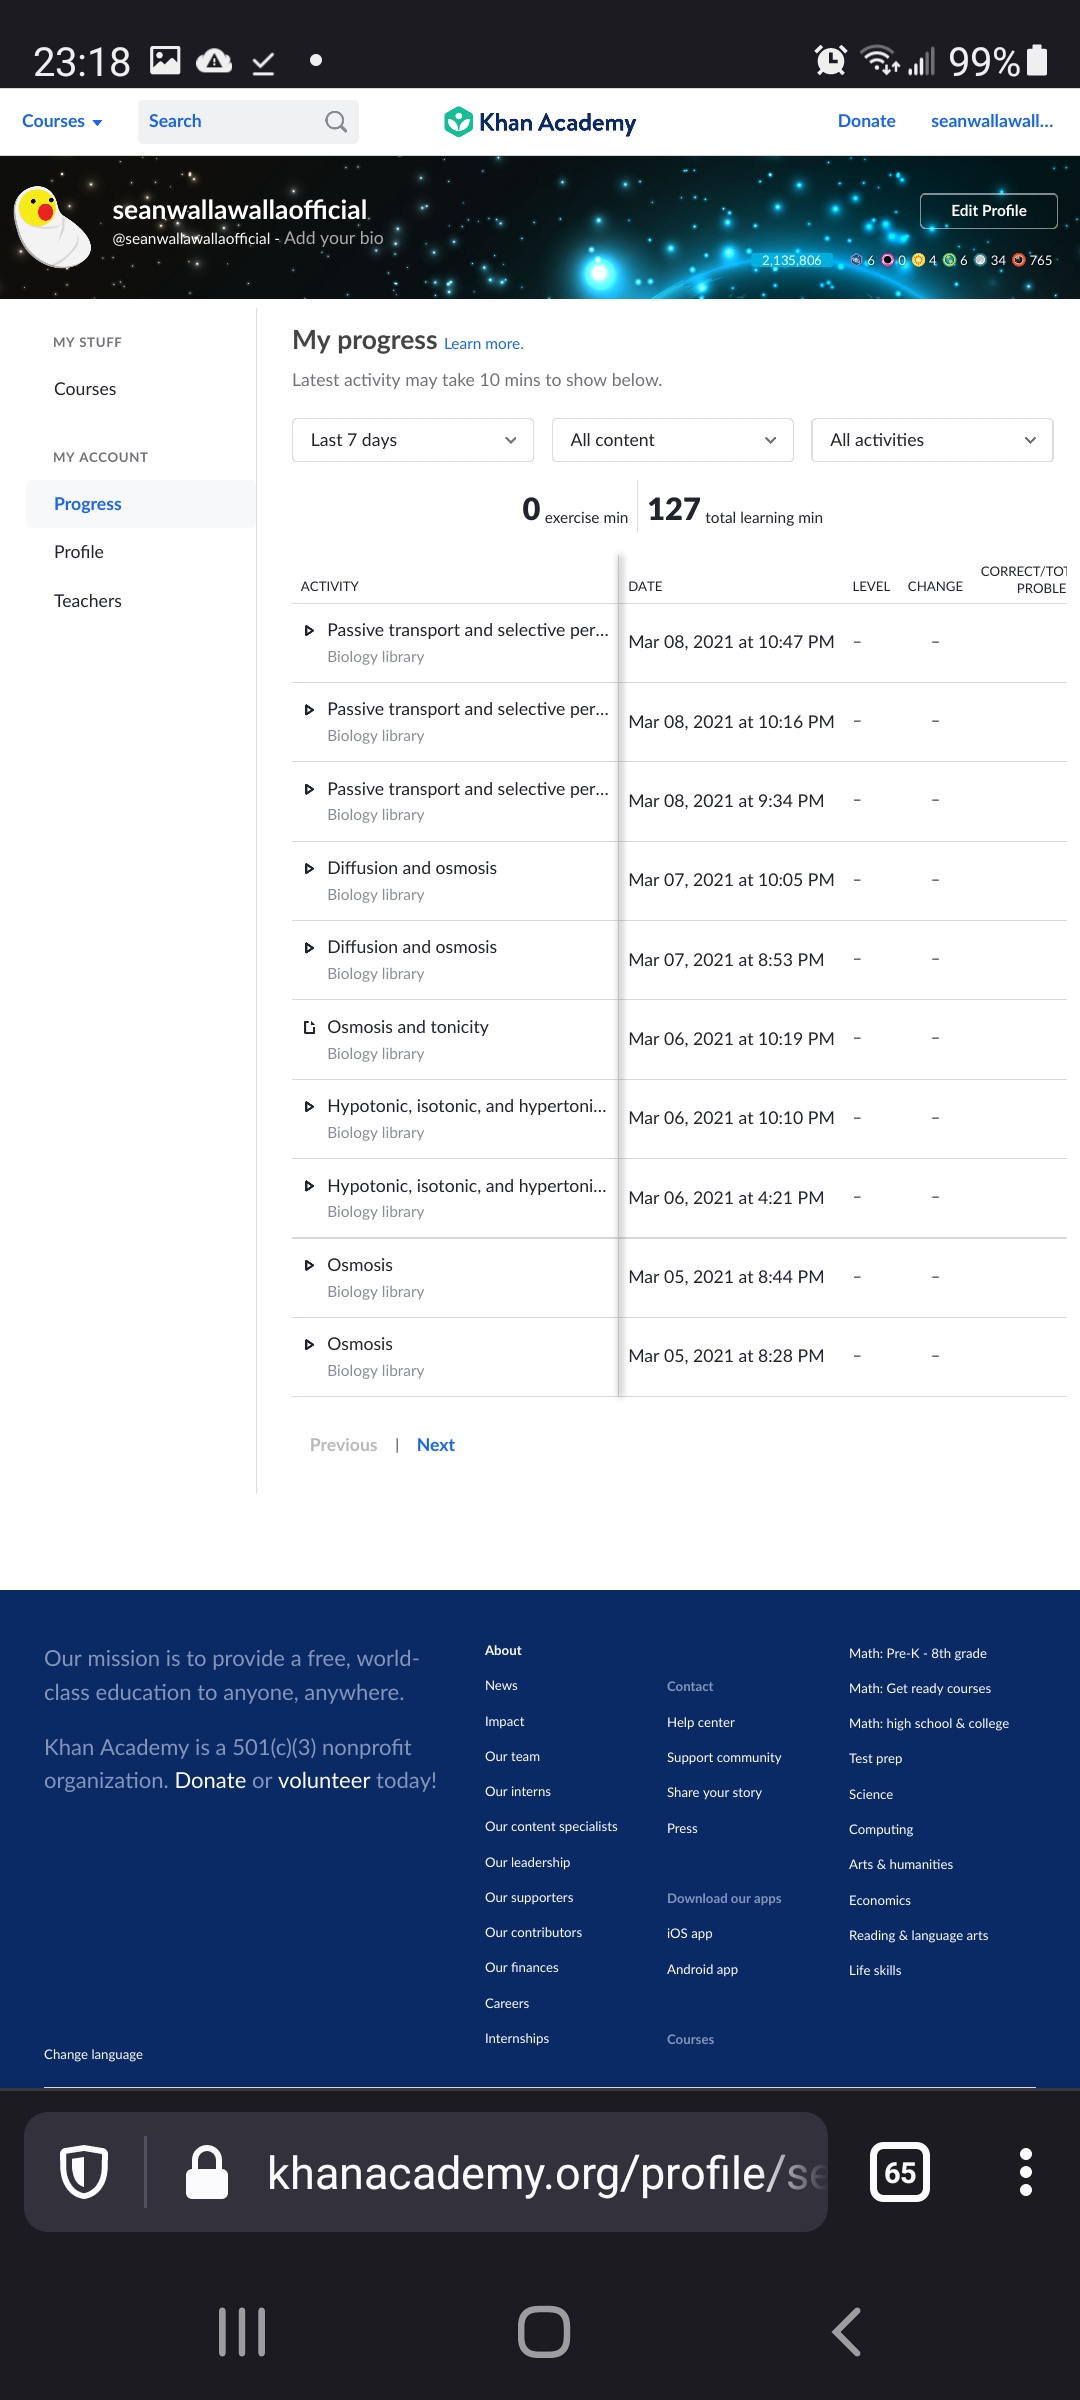 23:18 99%
Courses Search Khan Academy Donate seanwallawall...
seanwallawallaofficial
@seanwallawallaofficial - Add your bio
Edit Profile
2,135,806 6 0 4 6 34 765
MY STUFF
Courses
MY ACCOUNT
Progress
Profile
Teachers
My progress Learn more.
Latest activity may take 10 mins to show below.
Last 7 days All content All activities
0 exercise min 127 total learning min
ACTIVITY DATE LEVEL CHANGE CORRECT/TOT
PROBLE
Passive transport and selective per... Mar 08, 2021 at 10:47 PM – –
Biology library
Passive transport and selective per... Mar 08, 2021 at 10:16 PM – –
Biology library
Passive transport and selective per... Mar 08, 2021 at 9:34 PM – –
Biology library
Diffusion and osmosis Mar 07, 2021 at 10:05 PM – –
Biology library
Diffusion and osmosis Mar 07, 2021 at 8:53 PM – –
Biology library
Osmosis and tonicity Mar 06, 2021 at 10:19 PM – –
Biology library
Hypotonic, isotonic, and hypertoni... Mar 06, 2021 at 10:10 PM – –
Biology library
Hypotonic, isotonic, and hypertoni... Mar 06, 2021 at 4:21 PM – –
Biology library
Osmosis Mar 05, 2021 at 8:44 PM – –
Biology library
Osmosis Mar 05, 2021 at 8:28 PM – –
Biology library
Previous | Next
Our mission is to provide a free, world-
class education to anyone, anywhere.
Khan Academy is a 501(c)(3) nonprofit
organization. Donate or volunteer today!
Change language
About
News
Impact
Our team
Our interns
Our content specialists
Our leadership
Our supporters
Our contributors
Our finances
Careers
Internships
Contact
Help center
Support community
Share your story
Press
Download our apps
iOS app
Android app
Courses
Math: Pre-K - 8th grade
Math: Get ready courses
Math: high school & college
Test prep
Science
Computing
Arts & humanities
Economics
Reading & language arts
Life skills
khanacademy.org/profile/se
65